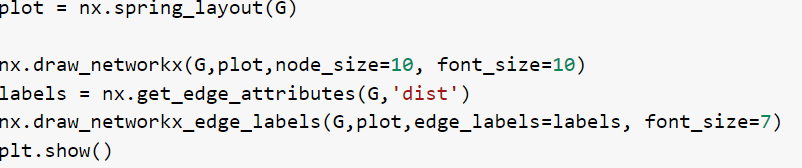 plot = nx.spring_layout(G)
nx.draw_networkx(G,plot,node_size=10, font_size=10)
labels = nx.get_edge_attributes(G,'dist')
nx.draw_networkx_edge_labels(G,plot,edge_labels=labels, font_size=7)
plt.show()